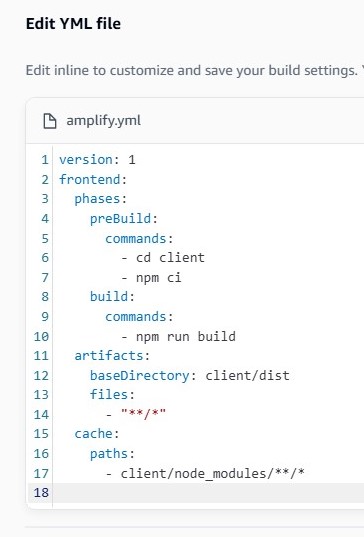 Edit YML file
Edit inline to customize and save your build settings.
amplify.yml
1 version: 1
2 frontend:
3   phases:
4     preBuild:
5       commands:
6         - cd client
7         - npm ci
8     build:
9       commands:
10         - npm run build
11   artifacts:
12     baseDirectory: client/dist
13     files:
14       - "**/*"
15   cache:
16     paths:
17       - client/node_modules/**/*
18